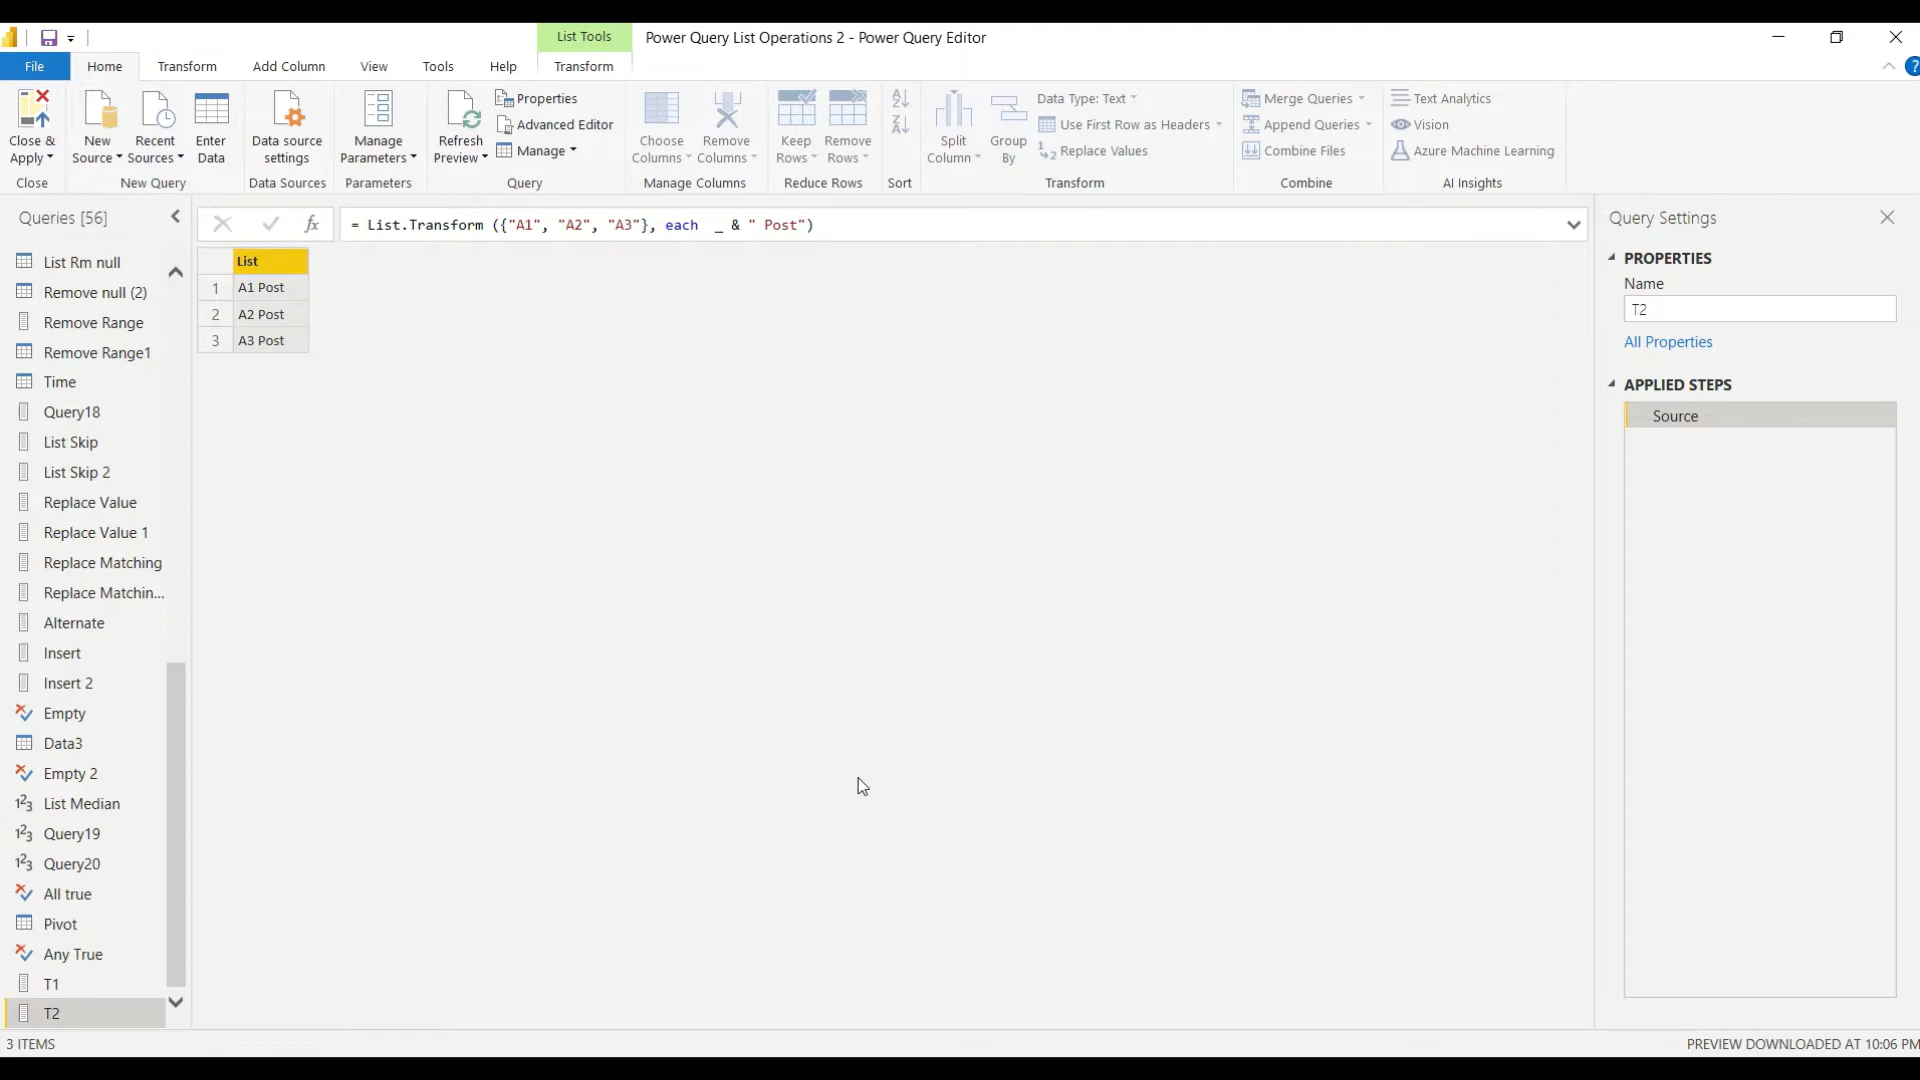 List Tools
Power Query List Operations 2 - Power Query Editor
File
Home
Transform
Add Column
View
Tools
Help
Transform
Close & Apply
New Source
Recent Sources
Enter Data
Data source settings
Manage Parameters
Refresh Preview
Properties
Advanced Editor
Manage
Choose Columns
Remove Columns
Keep Rows
Remove Rows
Split Column
Group By
Data Type: Text
Use First Row as Headers
Replace Values
Merge Queries
Append Queries
Combine Files
Text Analytics
Vision
Azure Machine Learning
Close
New Query
Data Sources
Parameters
Query
Manage Columns
Reduce Rows
Sort
Transform
Combine
AI Insights
Queries [56]
fx
= List.Transform ({"A1", "A2", "A3"}, each  _ & " Post")
Query Settings
List Rm null
Remove null (2)
Remove Range
Remove Range1
Time
Query18
List Skip
List Skip 2
Replace Value
Replace Value 1
Replace Matching
Replace Matchin...
Alternate
Insert
Insert 2
Empty
Data3
Empty 2
List Median
Query19
Query20
All true
Pivot
Any True
T1
T2
List
1 A1 Post
2 A2 Post
3 A3 Post
PROPERTIES
Name
T2
All Properties
APPLIED STEPS
Source
3 ITEMS
PREVIEW DOWNLOADED AT 10:06 PM